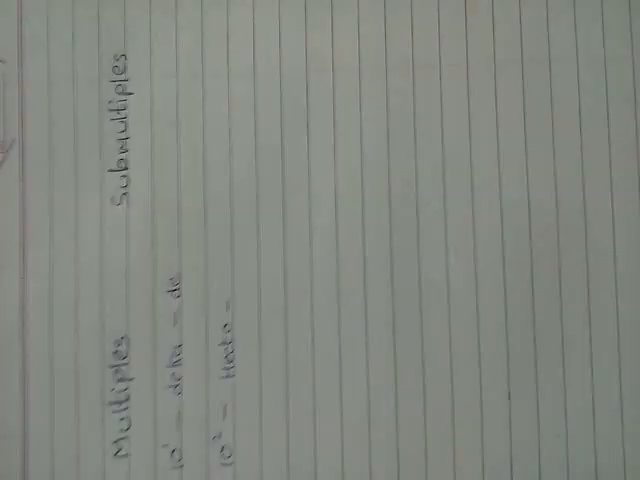 Multiples Submultiples
10¹ - deka - da
10² - Hecto -